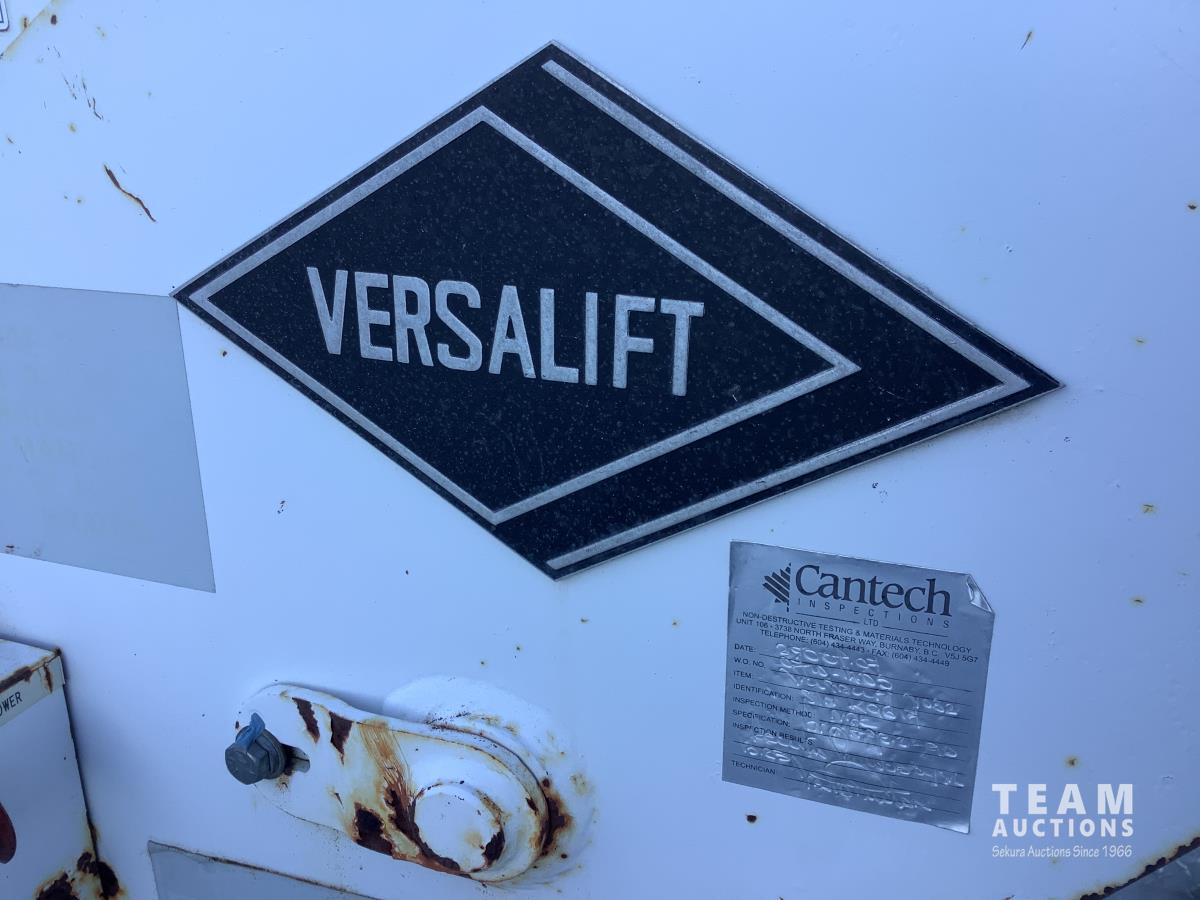 VERSALIFT
Cantech
INSPECTIONS
LTD
NON-DESTRUCTIVE TESTING & MATERIALS TECHNOLOGY
UNIT 106 - 3738 NORTH FRASER WAY, BURNABY, B.C. V5J 5G7
TELEPHONE: (604) 434-4443 · FAX: (604) 434-4449
DATE:
W.O. NO.
ITEM:
IDENTIFICATION:
INSPECTION METHOD:
SPECIFICATION:
INSPECTION RESULTS:
TECHNICIAN:
OWER
TEAM
AUCTIONS
Sekura Auctions Since 1966